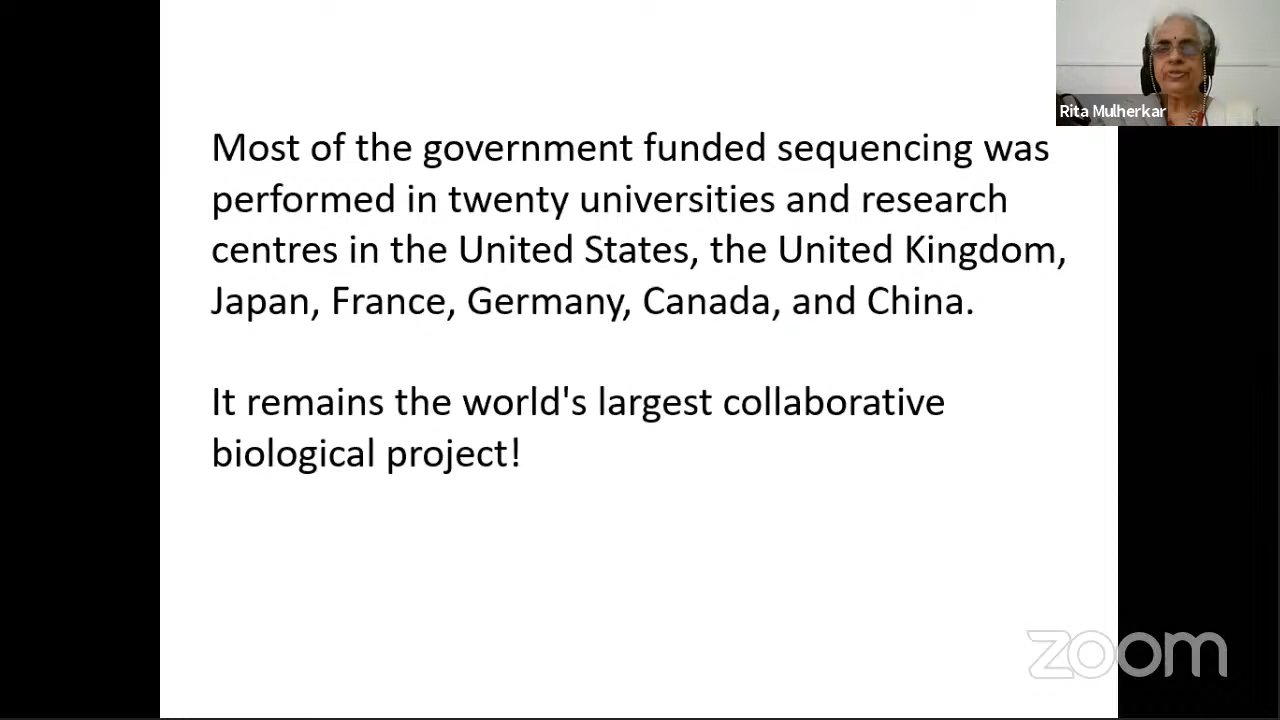 Rita Mulherkar
Most of the government funded sequencing was
performed in twenty universities and research
centres in the United States, the United Kingdom,
Japan, France, Germany, Canada, and China.
It remains the world's largest collaborative
biological project!
zoom